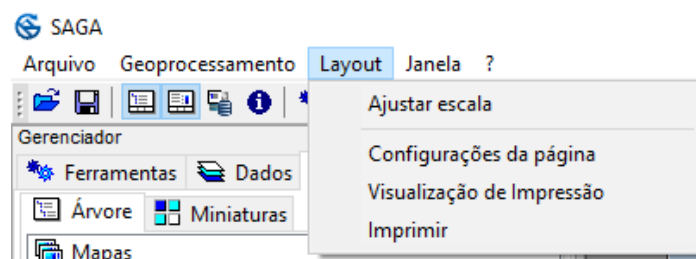 SAGA
Arquivo Geoprocessamento Layout Janela ?
Ajustar escala
Configurações da página
Visualização de Impressão
Imprimir
Gerenciador
Ferramentas Dados
Árvore Miniaturas
Mapas